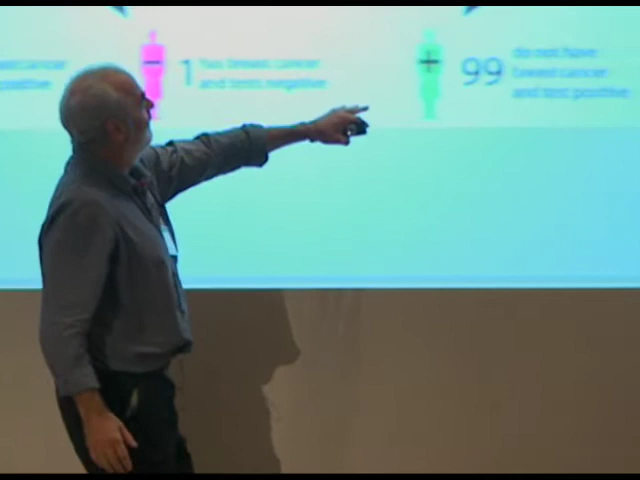 1 has breast cancer
and tests negative
99 do not have
breast cancer
and test positive
positive